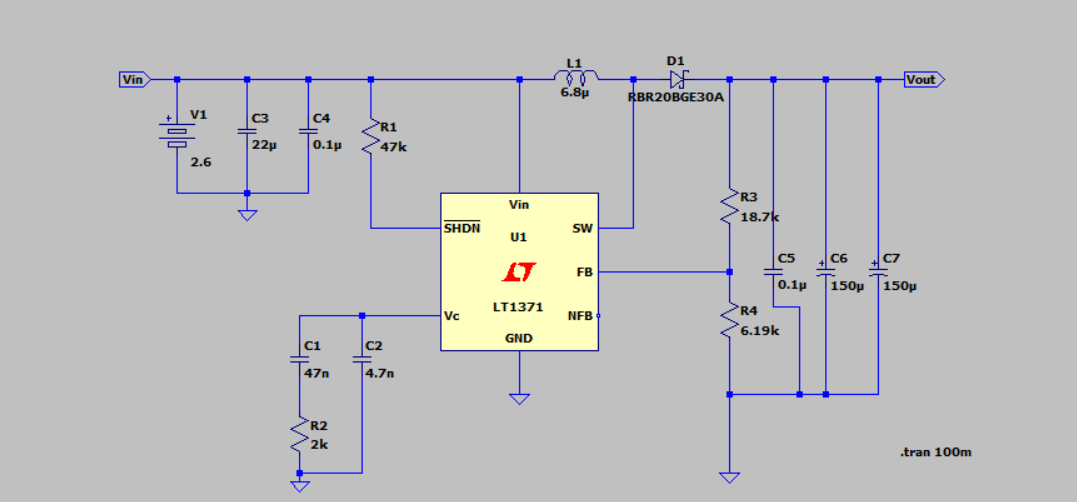 Vin
L1
6.8µ
D1
RBR20BGE30A
Vout
V1
2.6
C3
22µ
C4
0.1µ
R1
47k
Vin
SHDN
U1
SW
FB
LT1371
Vc
NFB
GND
R3
18.7k
C5
0.1µ
C6
150µ
C7
150µ
R4
6.19k
C1
47n
C2
4.7n
R2
2k
.tran 100m